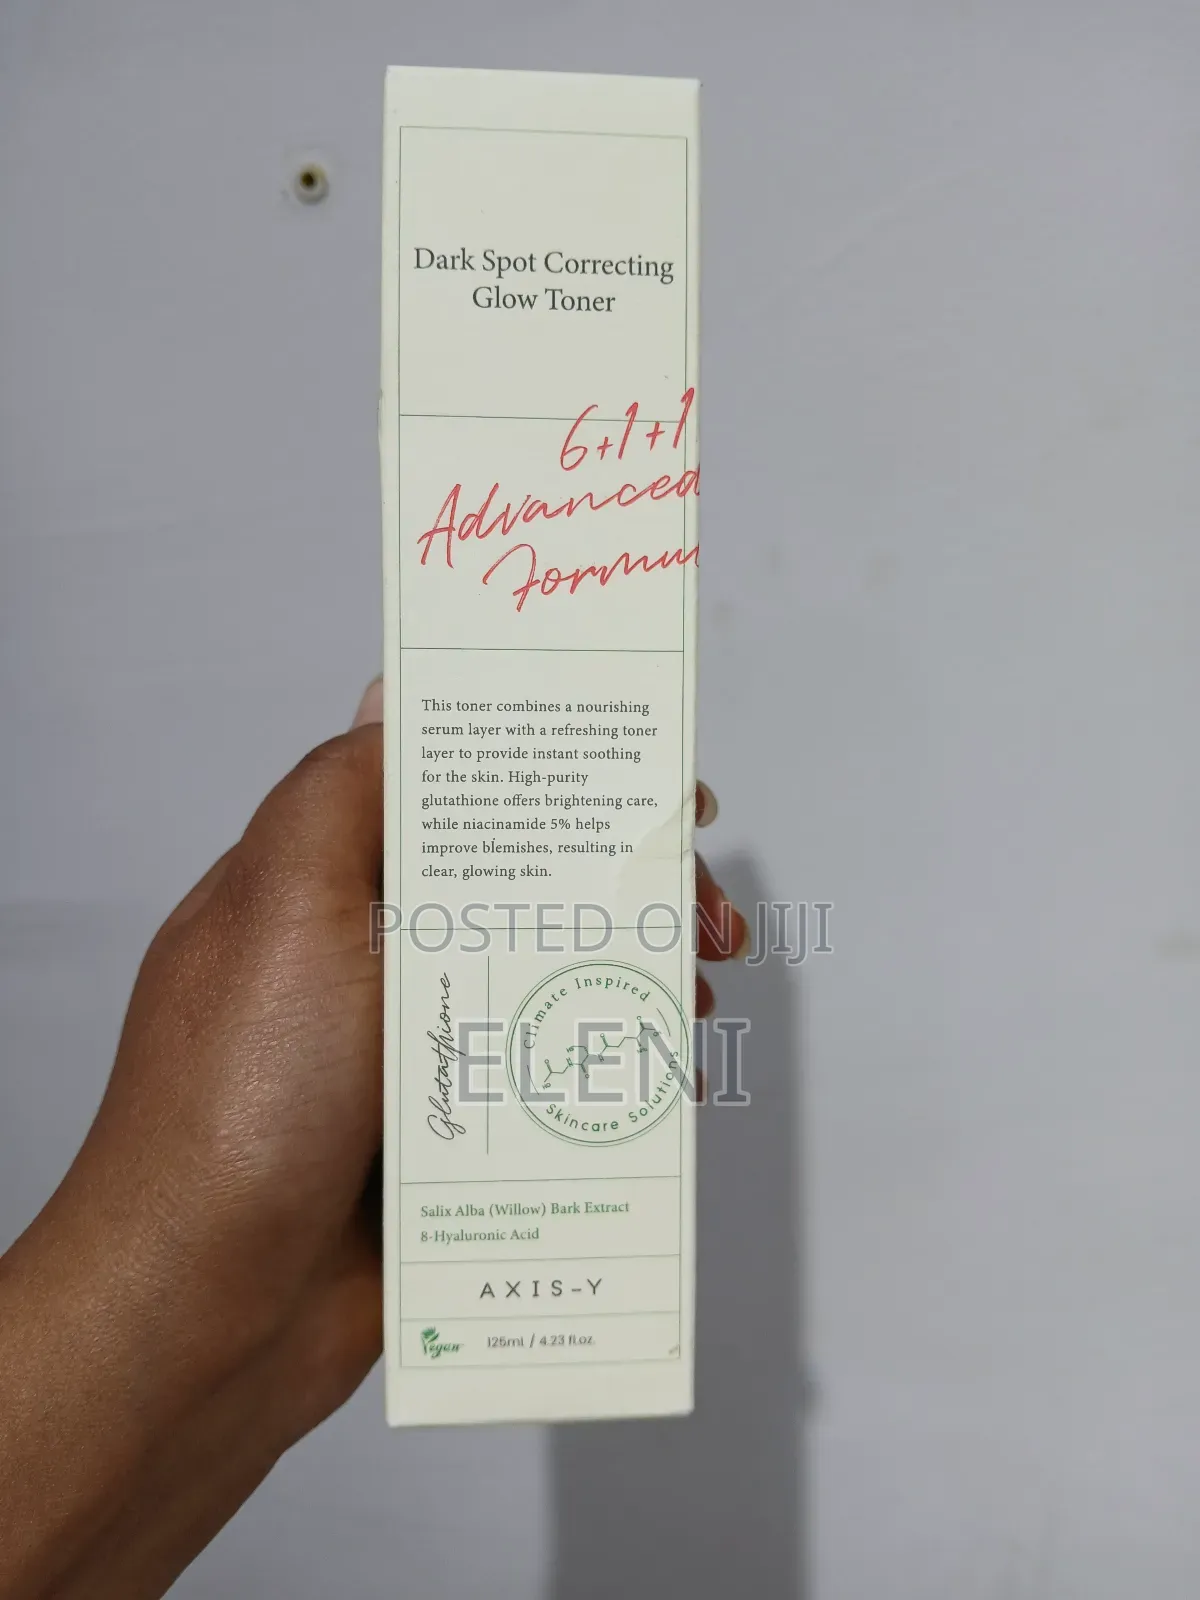 Dark Spot Correcting
Glow Toner
6+1+1
Advanced
Formul
This toner combines a nourishing
serum layer with a refreshing toner
layer to provide instant soothing
for the skin. High-purity
glutathione offers brightening care,
while niacinamide 5% helps
improve blemishes, resulting in
clear, glowing skin.
POSTED ON JIJI
ELENI
Glutathione
Climate Inspired
Skincare Solutions
Salix Alba (Willow) Bark Extract
8-Hyaluronic Acid
AXIS-Y
Vegan
125ml / 4.23 fl.oz.